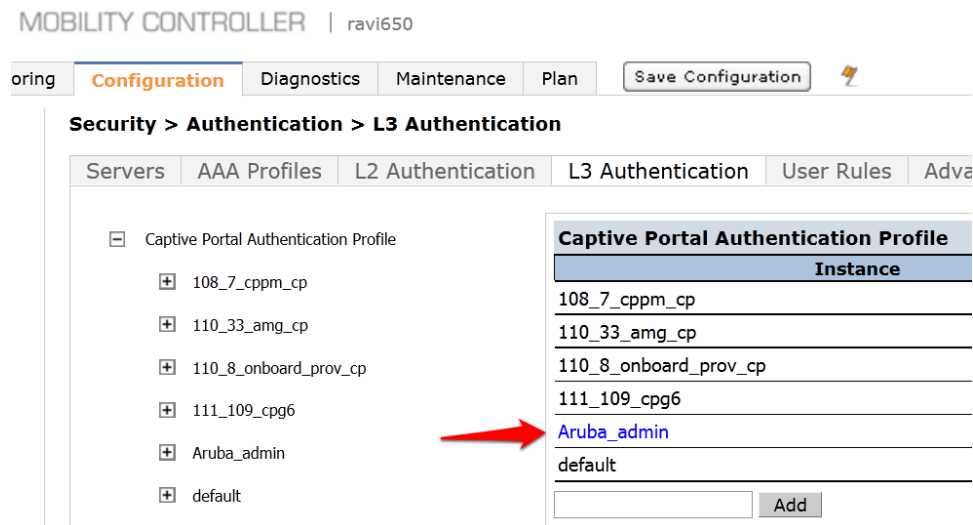 MOBILITY CONTROLLER | ravi650
oring Configuration Diagnostics Maintenance Plan Save Configuration
Security > Authentication > L3 Authentication
Servers AAA Profiles L2 Authentication L3 Authentication User Rules Adva
Captive Portal Authentication Profile
108_7_cppm_cp
110_33_amg_cp
110_8_onboard_prov_cp
111_109_cpg6
Aruba_admin
default
Captive Portal Authentication Profile
Instance
108_7_cppm_cp
110_33_amg_cp
110_8_onboard_prov_cp
111_109_cpg6
Aruba_admin
default
Add